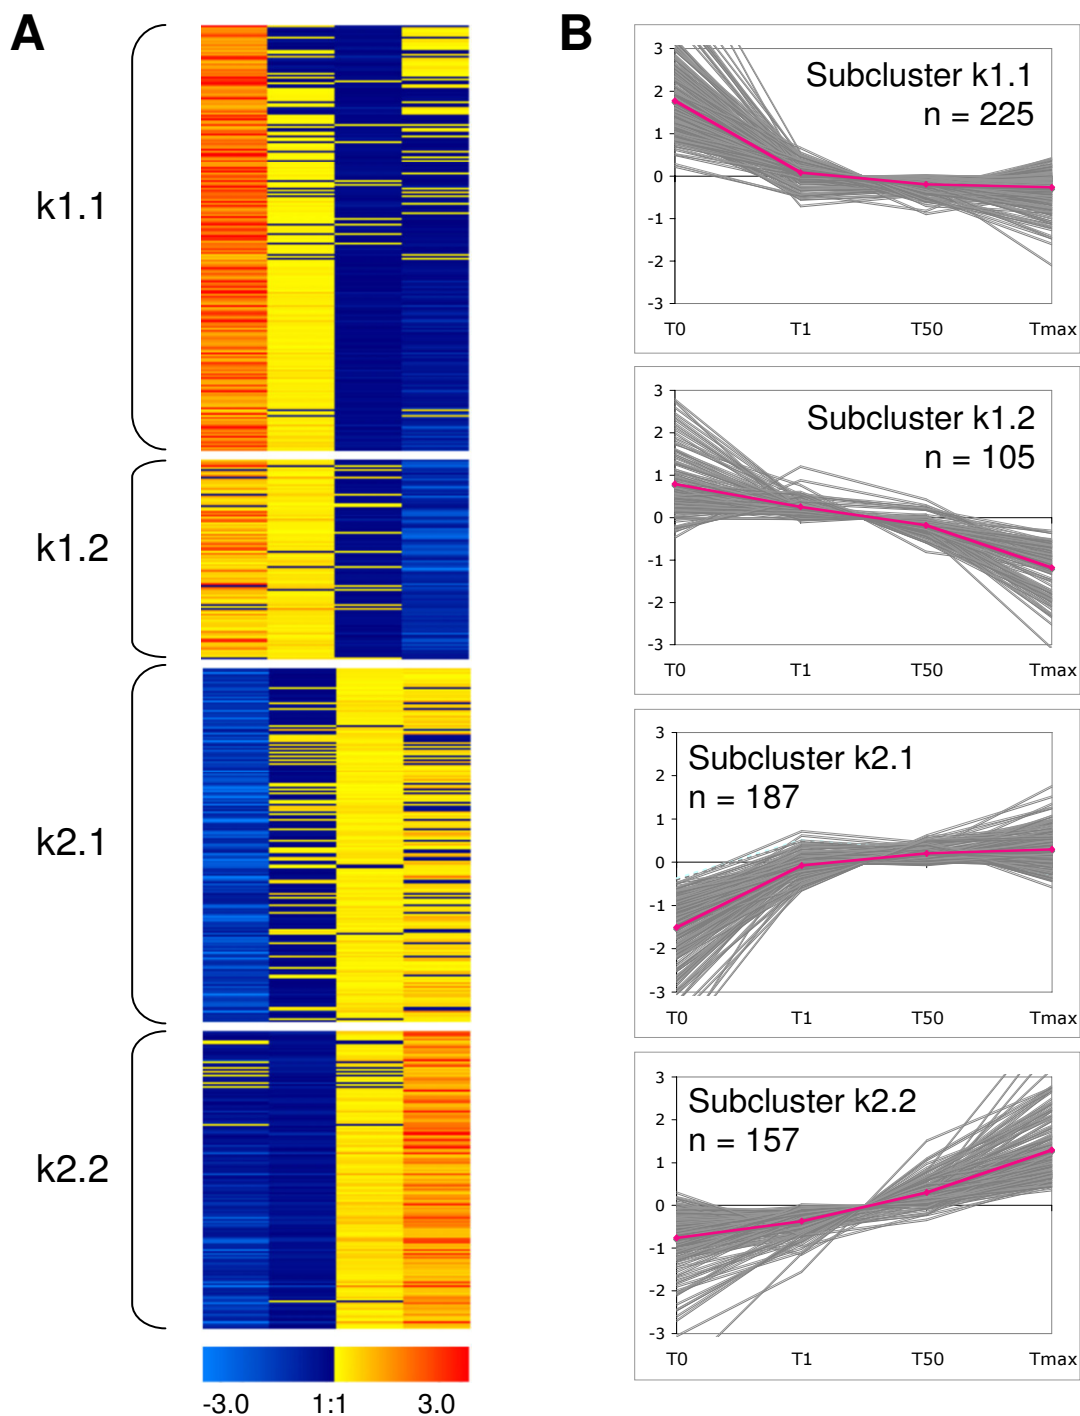 A
k1.1
k1.2
k2.1
k2.2
-3.0 1:1 3.0
B
Subcluster k1.1
n = 225
3
2
1
0
-1
-2
-3
T0 T1 T50 Tmax
Subcluster k1.2
n = 105
3
2
1
0
-1
-2
-3
T0 T1 T50 Tmax
Subcluster k2.1
n = 187
3
2
1
0
-1
-2
-3
T0 T1 T50 Tmax
Subcluster k2.2
n = 157
3
2
1
0
-1
-2
-3
T0 T1 T50 Tmax